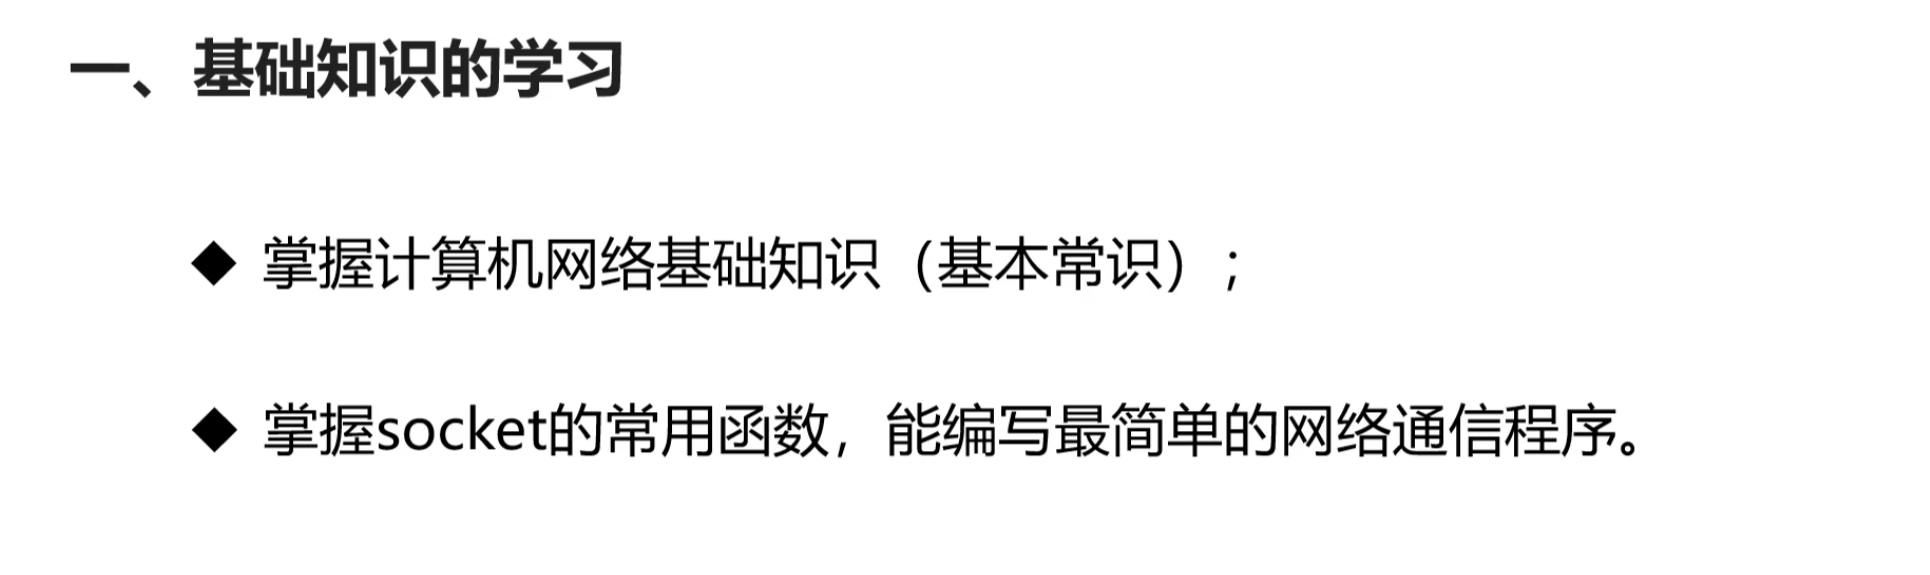 一、基础知识的学习
◆ 掌握计算机网络基础知识（基本常识）；
◆ 掌握socket的常用函数，能编写最简单的网络通信程序。